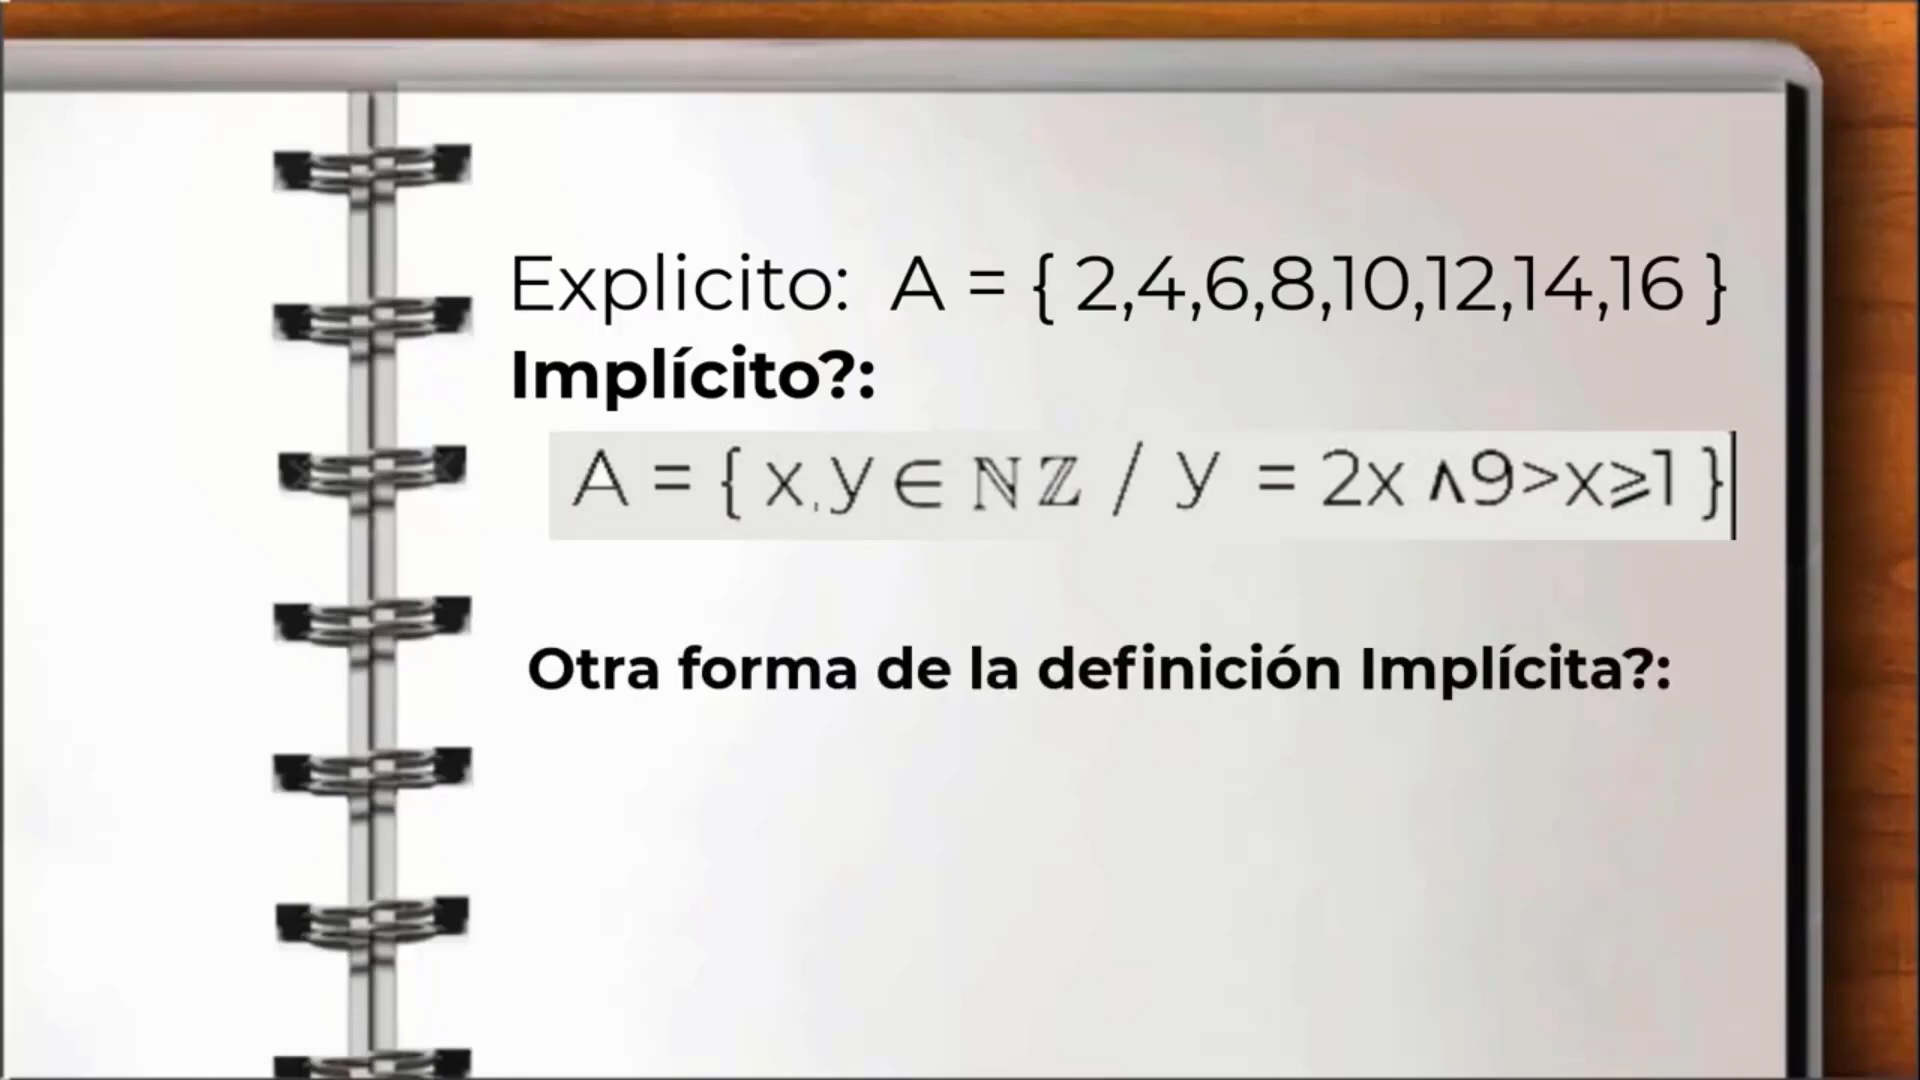 Explicito: A = { 2,4,6,8,10,12,14,16 }
Implícito?:
A = { x,y ∈ ℕ ℤ / y = 2x ∧9>x⩾1 }
Otra forma de la definición Implícita?: